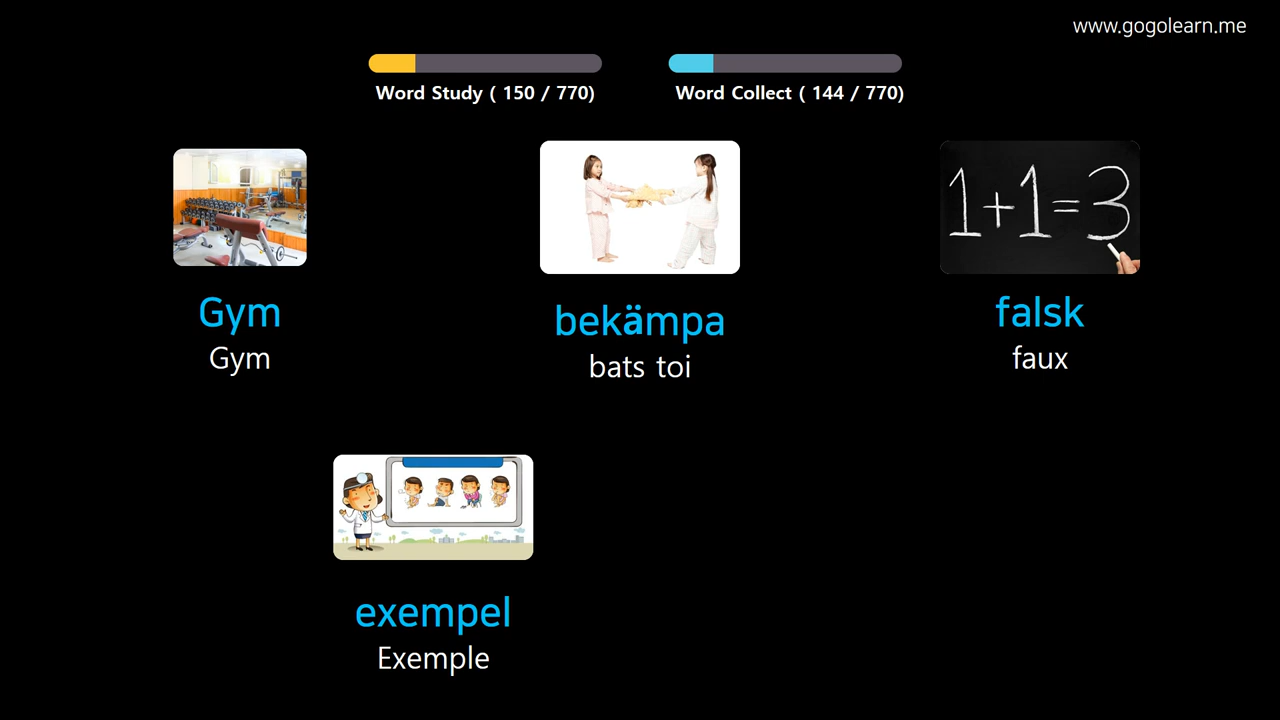 www.gogolearn.me
Word Study ( 150 / 770)
Word Collect ( 144 / 770)
1+1=3
Gym
Gym
bekämpa
bats toi
falsk
faux
exempel
Exemple